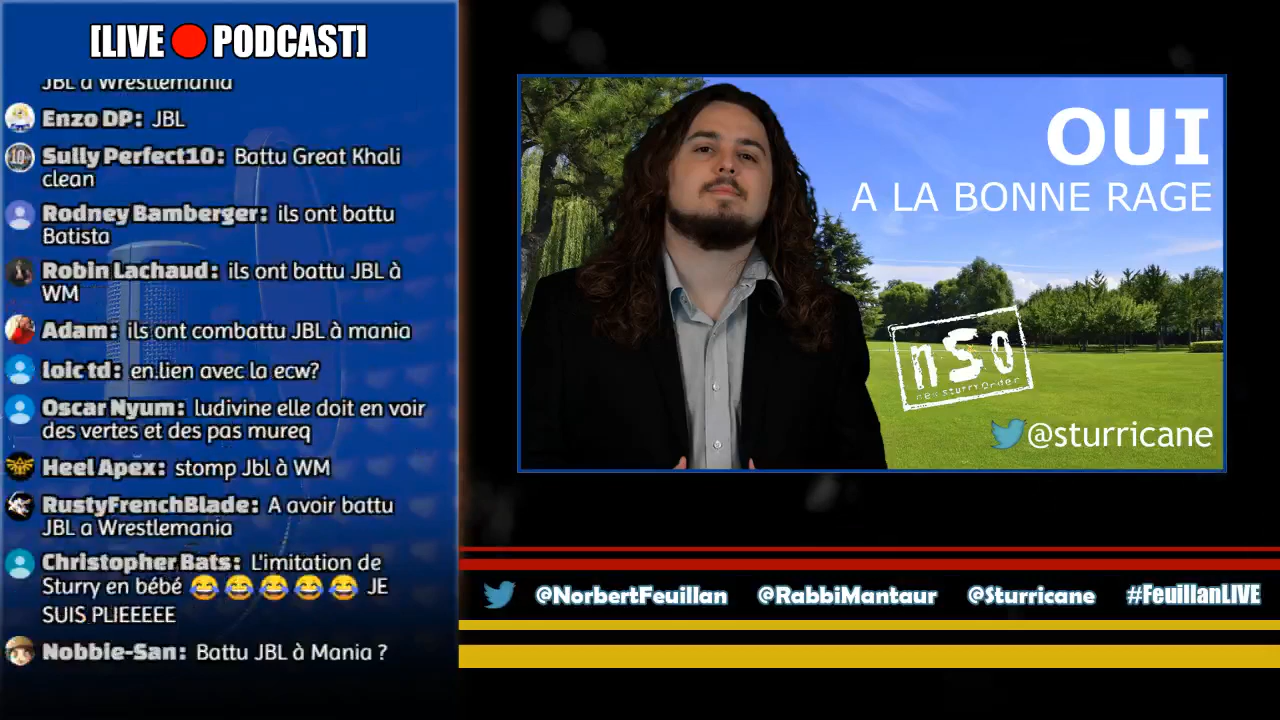 [LIVE PODCAST]
JBL a Wrestlemania
Enzo DP: JBL
Sully Perfect10: Battu Great Khali
clean
Rodney Bamberger: ils ont battu
Batista
Robin Lachaud: ils ont battu JBL à
WM
Adam: ils ont combattu JBL à mania
loic td: en.lien avec la ecw?
Oscar Nyum: ludivine elle doit en voir
des vertes et des pas mureq
Heel Apex: stomp Jbl à WM
RustyFrenchBlade: A avoir battu
JBL a Wrestlemania
Christopher Bats: L'imitation de
Sturry en bébé 😂😂😂😂😂 JE
SUIS PLIEEEEE
Nobbie-San: Battu JBL à Mania ?
OUI
A LA BONNE RAGE
nSo
new sturry Order
@sturricane
@NorbertFeuillan @RabbiMantaur @Sturricane #FeuillanLIVE